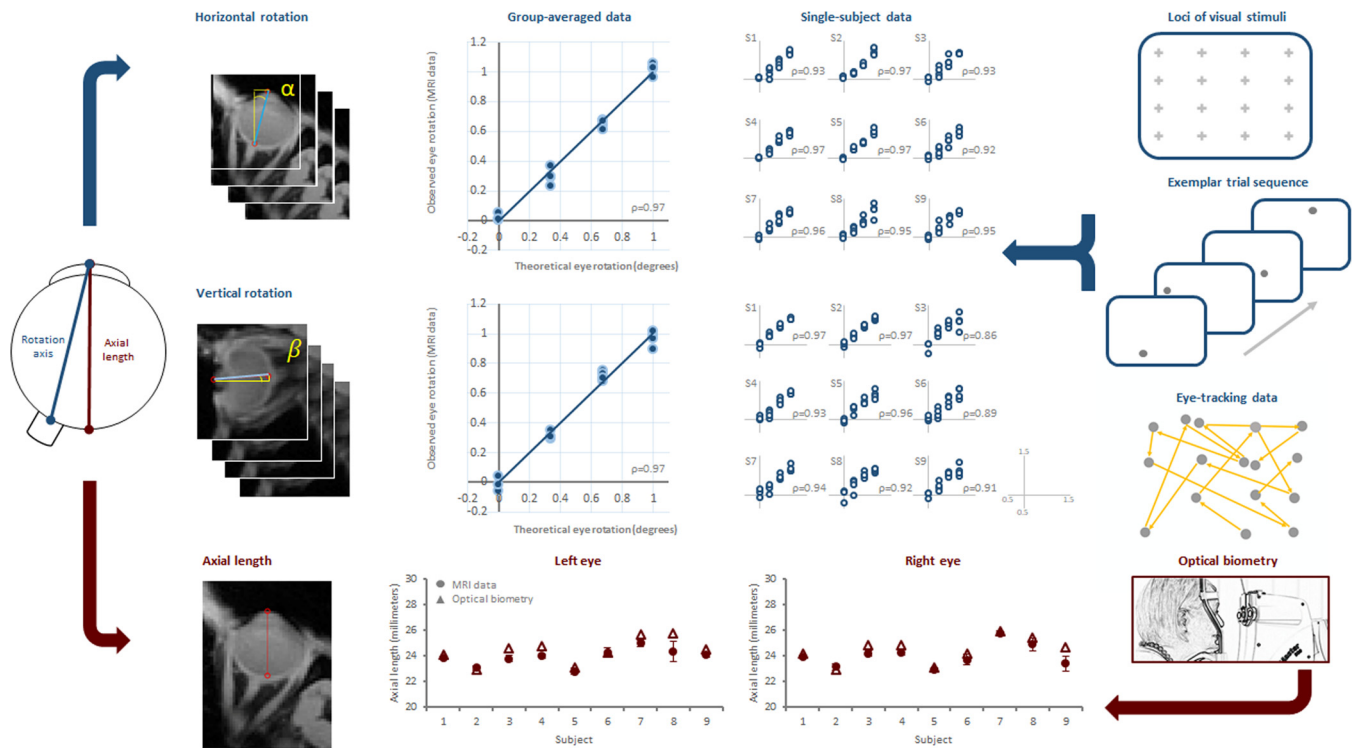 Horizontal rotation
Group-averaged data
Single-subject data
Loci of visual stimuli
α
Observed eye rotation (MRI data)
1.2
1
0.8
0.6
0.4
0.2
0
-0.2
-0.2
0
0.2
0.4
0.6
0.8
1
ρ=0.97
Theoretical eye rotation (degrees)
S1
ρ=0.93
S2
ρ=0.97
S3
ρ=0.93
S4
ρ=0.97
S5
ρ=0.97
S6
ρ=0.92
S7
ρ=0.96
S8
ρ=0.95
S9
ρ=0.95
Exemplar trial sequence
Rotation
axis
Axial
length
Vertical rotation
β
Observed eye rotation (MRI data)
1.2
1
0.8
0.6
0.4
0.2
0
-0.2
-0.2
0
0.2
0.4
0.6
0.8
1
ρ=0.97
Theoretical eye rotation (degrees)
S1
ρ=0.97
S2
ρ=0.97
S3
ρ=0.86
S4
ρ=0.93
S5
ρ=0.96
S6
ρ=0.89
S7
ρ=0.94
S8
ρ=0.92
S9
ρ=0.91
1.5
0.5
1.5
0.5
Eye-tracking data
Axial length
Left eye
Axial length (millimeters)
30
28
26
24
22
20
MRI data
Optical biometry
1 2 3 4 5 6 7 8 9
Subject
Right eye
Axial length (millimeters)
30
28
26
24
22
20
1 2 3 4 5 6 7 8 9
Subject
Optical biometry